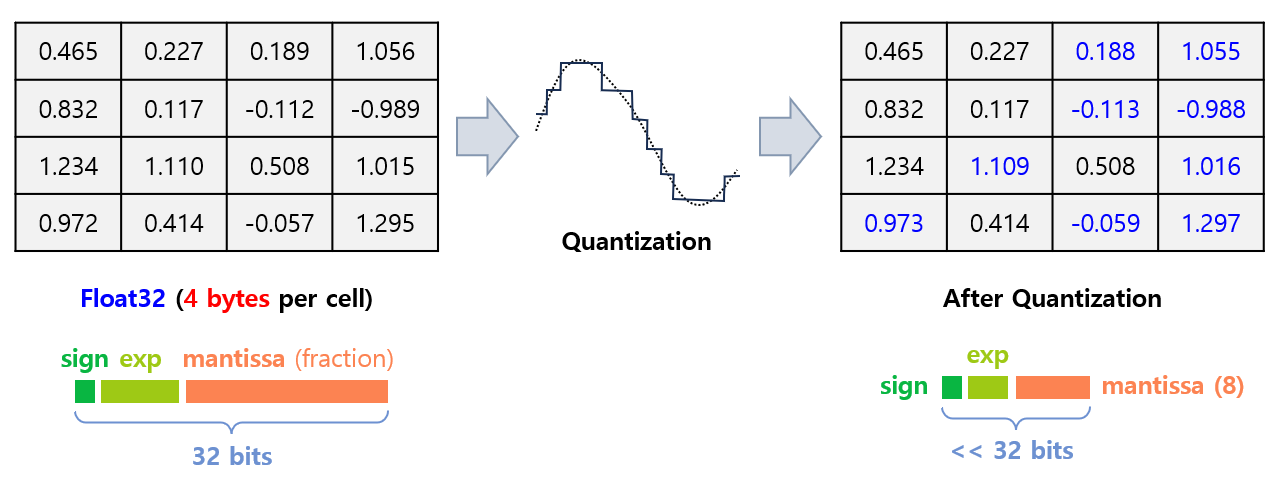 0.465 0.227 0.189 1.056
0.832 0.117 -0.112 -0.989
1.234 1.110 0.508 1.015
0.972 0.414 -0.057 1.295
Float32 (4 bytes per cell)
sign exp mantissa (fraction)
32 bits
Quantization
0.465 0.227 0.188 1.055
0.832 0.117 -0.113 -0.988
1.234 1.109 0.508 1.016
0.973 0.414 -0.059 1.297
After Quantization
exp
sign mantissa (8)
<< 32 bits